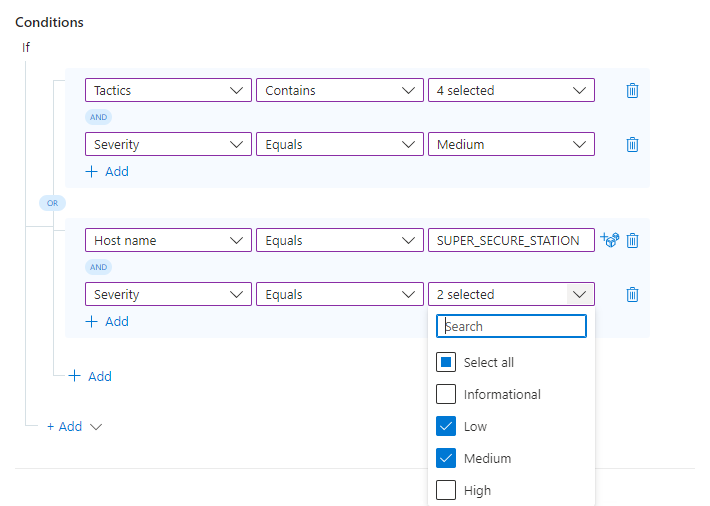 Conditions
If
Tactics Contains 4 selected
AND
Severity Equals Medium
+ Add
OR
Host name Equals SUPER_SECURE_STATION
AND
Severity Equals 2 selected
+ Add
Search
Select all
+ Add
Informational
+ Add
Low
Medium
High